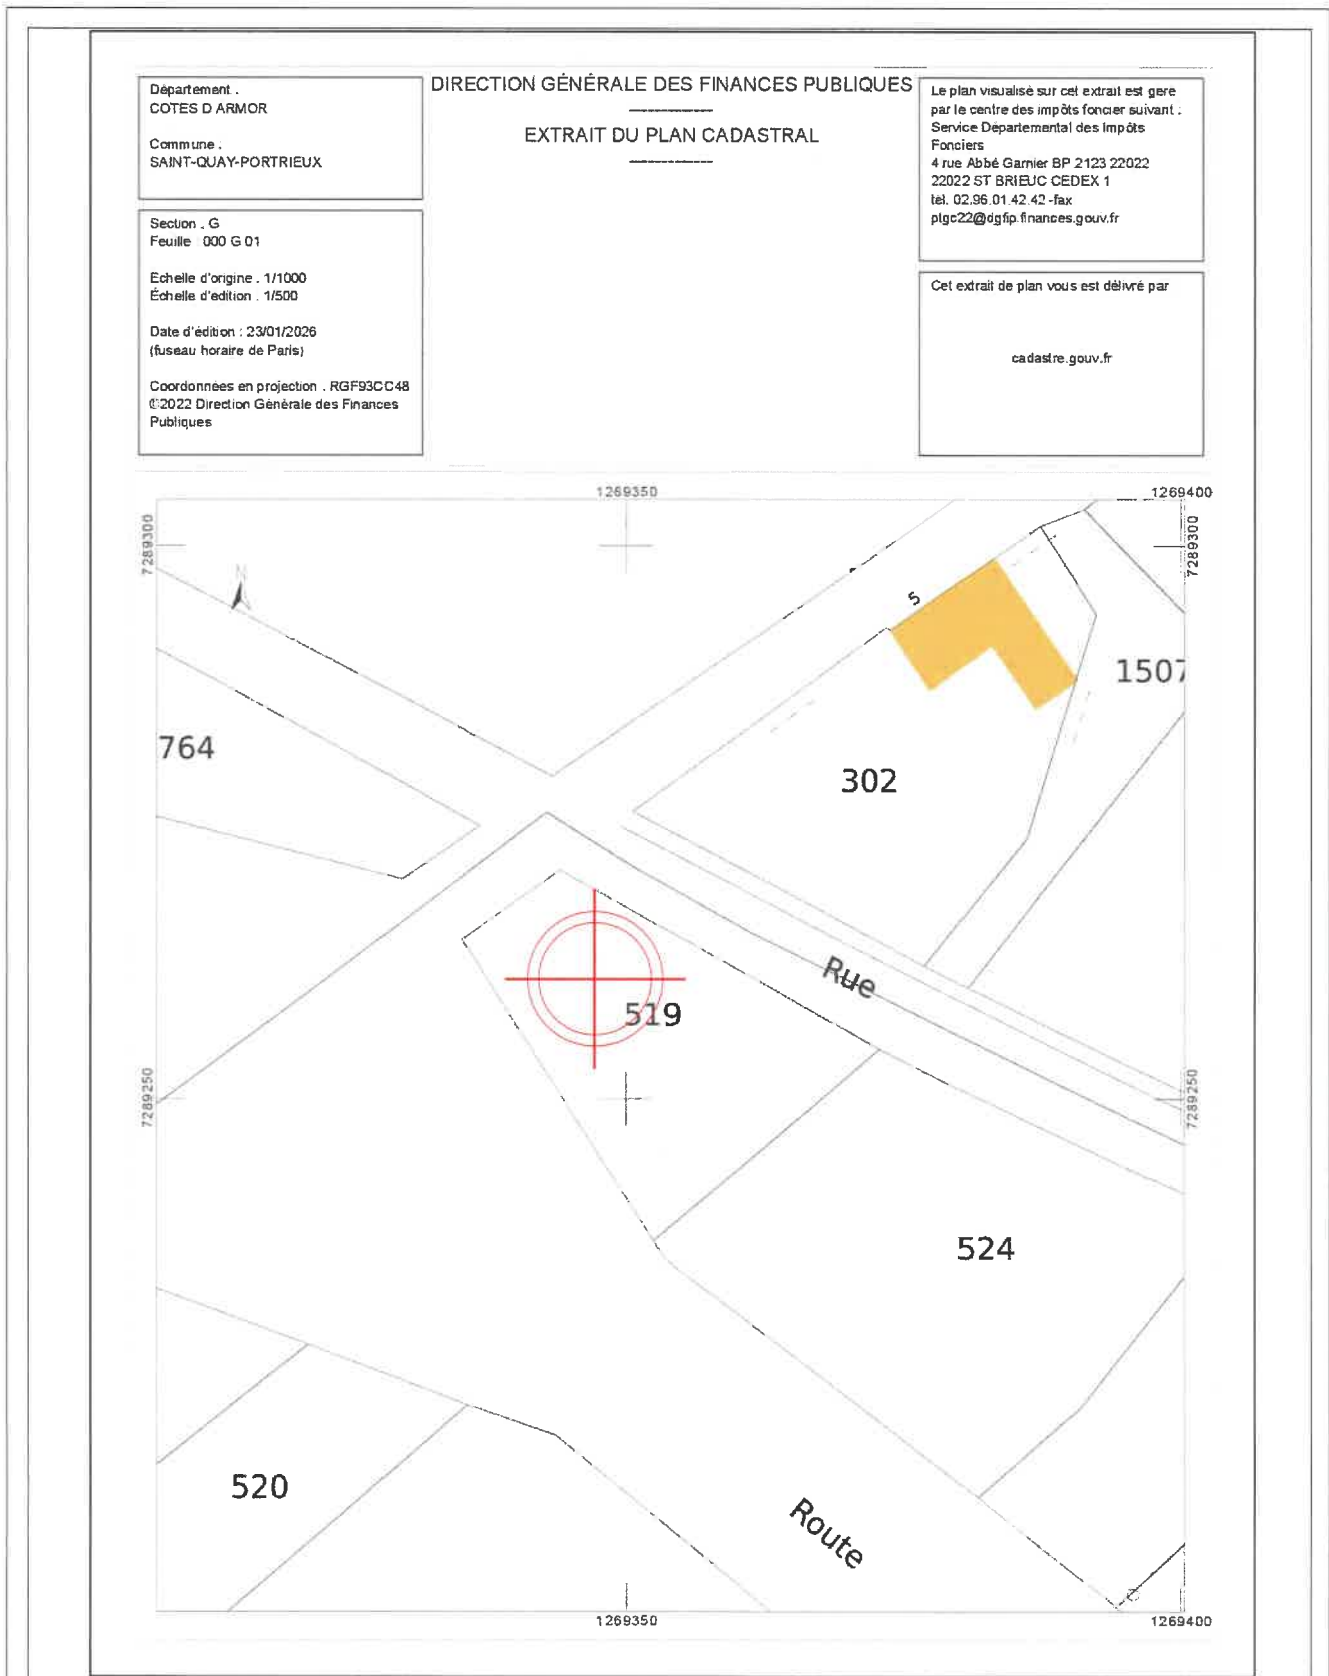 Département .
COTES D ARMOR
Commune .
SAINT-QUAY-PORTRIEUX
Section . G
Feuille 000 G 01
Echelle d'origine . 1/1000
Échelle d'edition . 1/500
Date d'édition : 23/01/2026
(fuseau horaire de Paris)
Coordonnées en projection . RGF93CC48
©2022 Direction Générale des Finances
Publiques
DIRECTION GÉNÉRALE DES FINANCES PUBLIQUES
EXTRAIT DU PLAN CADASTRAL
Le plan visualisé sur cet extrait est gere
par le centre des impôts foncier suivant :
Service Départemental des Impôts
Fonciers
4 rue Abbé Garnier BP 2123 22022
22022 ST BRIEUC CEDEX 1
tél. 02.96.01.42.42 -fax
ptgc22@dgfip.finances.gouv.fr
Cet extrait de plan vous est délivré par
cadastre.gouv.fr
1269350
1269400
7289300
7289300
N
5
1507
764
302
Rue
519
7289250
7289250
524
520
Route
1269350
1269400